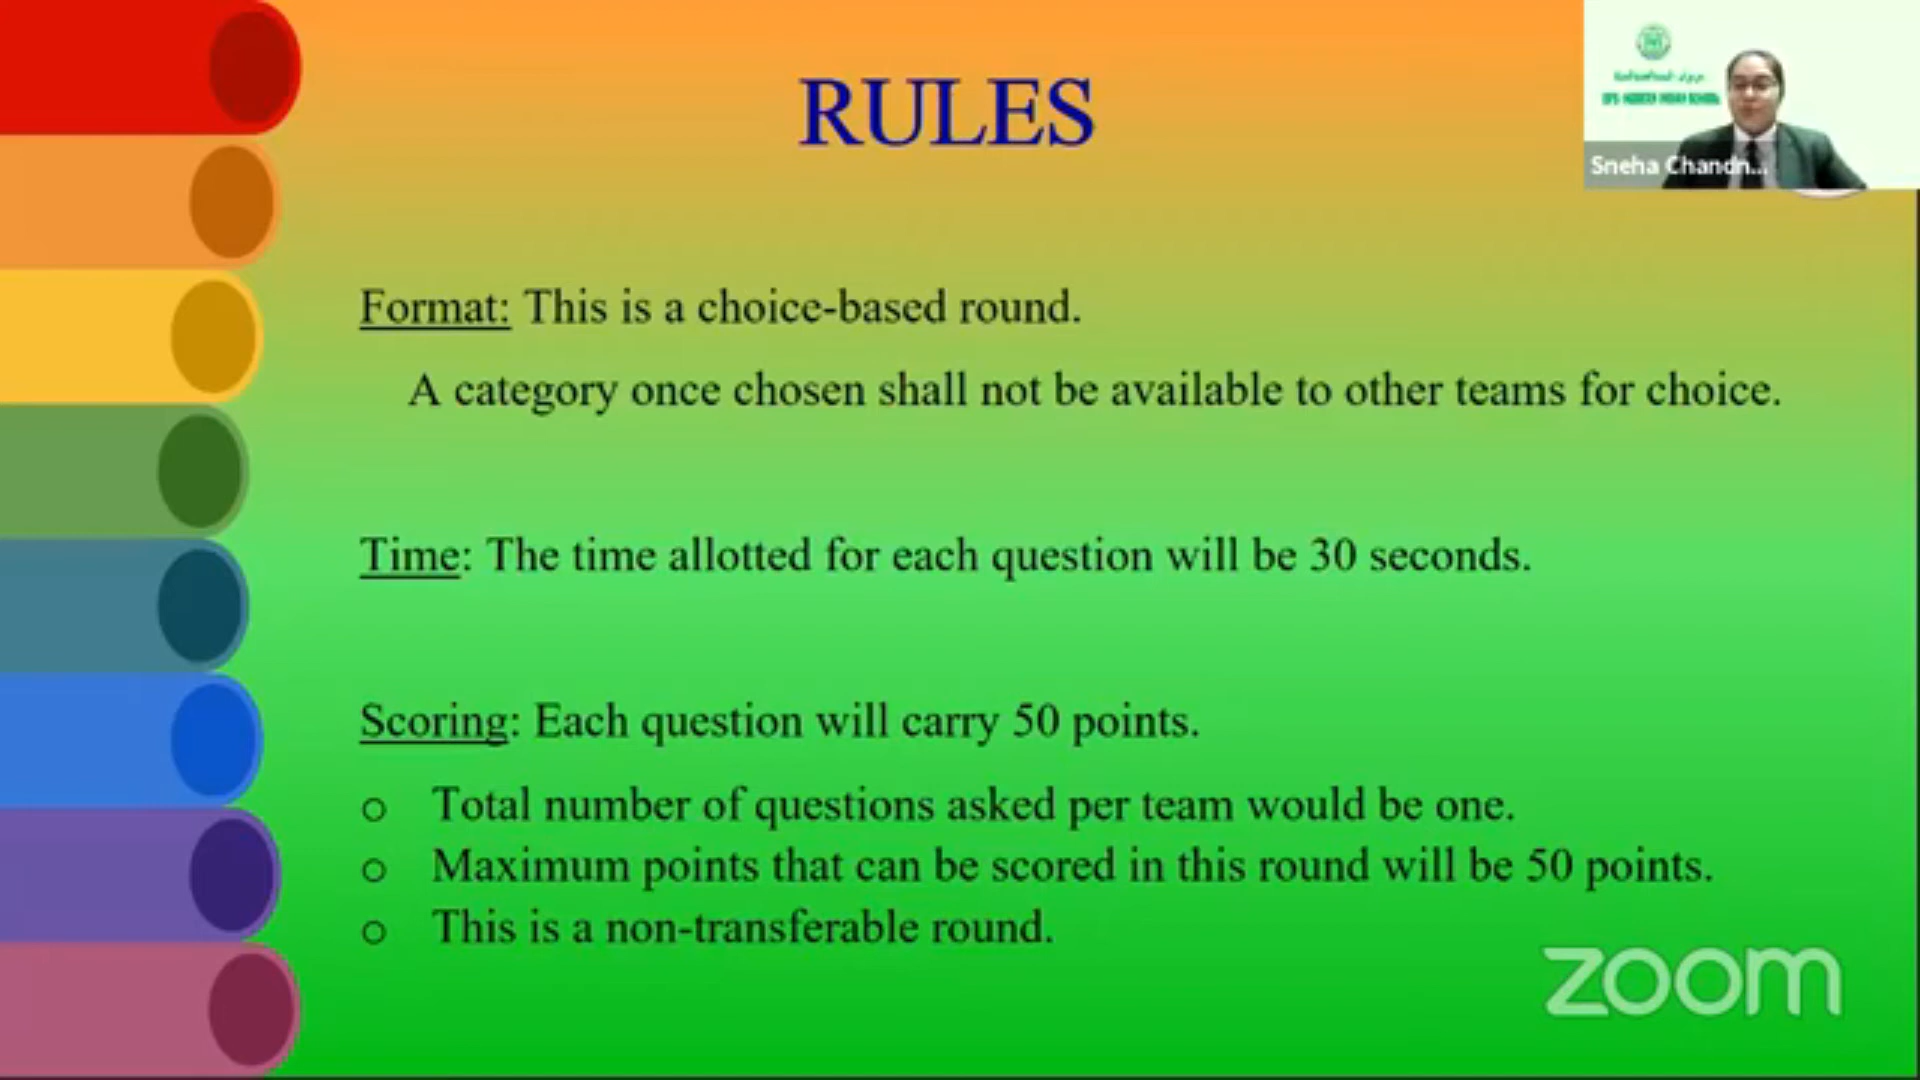 RULES
Sneha Chandn...
Format: This is a choice-based round.
A category once chosen shall not be available to other teams for choice.
Time: The time allotted for each question will be 30 seconds.
Scoring: Each question will carry 50 points.
o Total number of questions asked per team would be one.
o Maximum points that can be scored in this round will be 50 points.
o This is a non-transferable round.
zoom